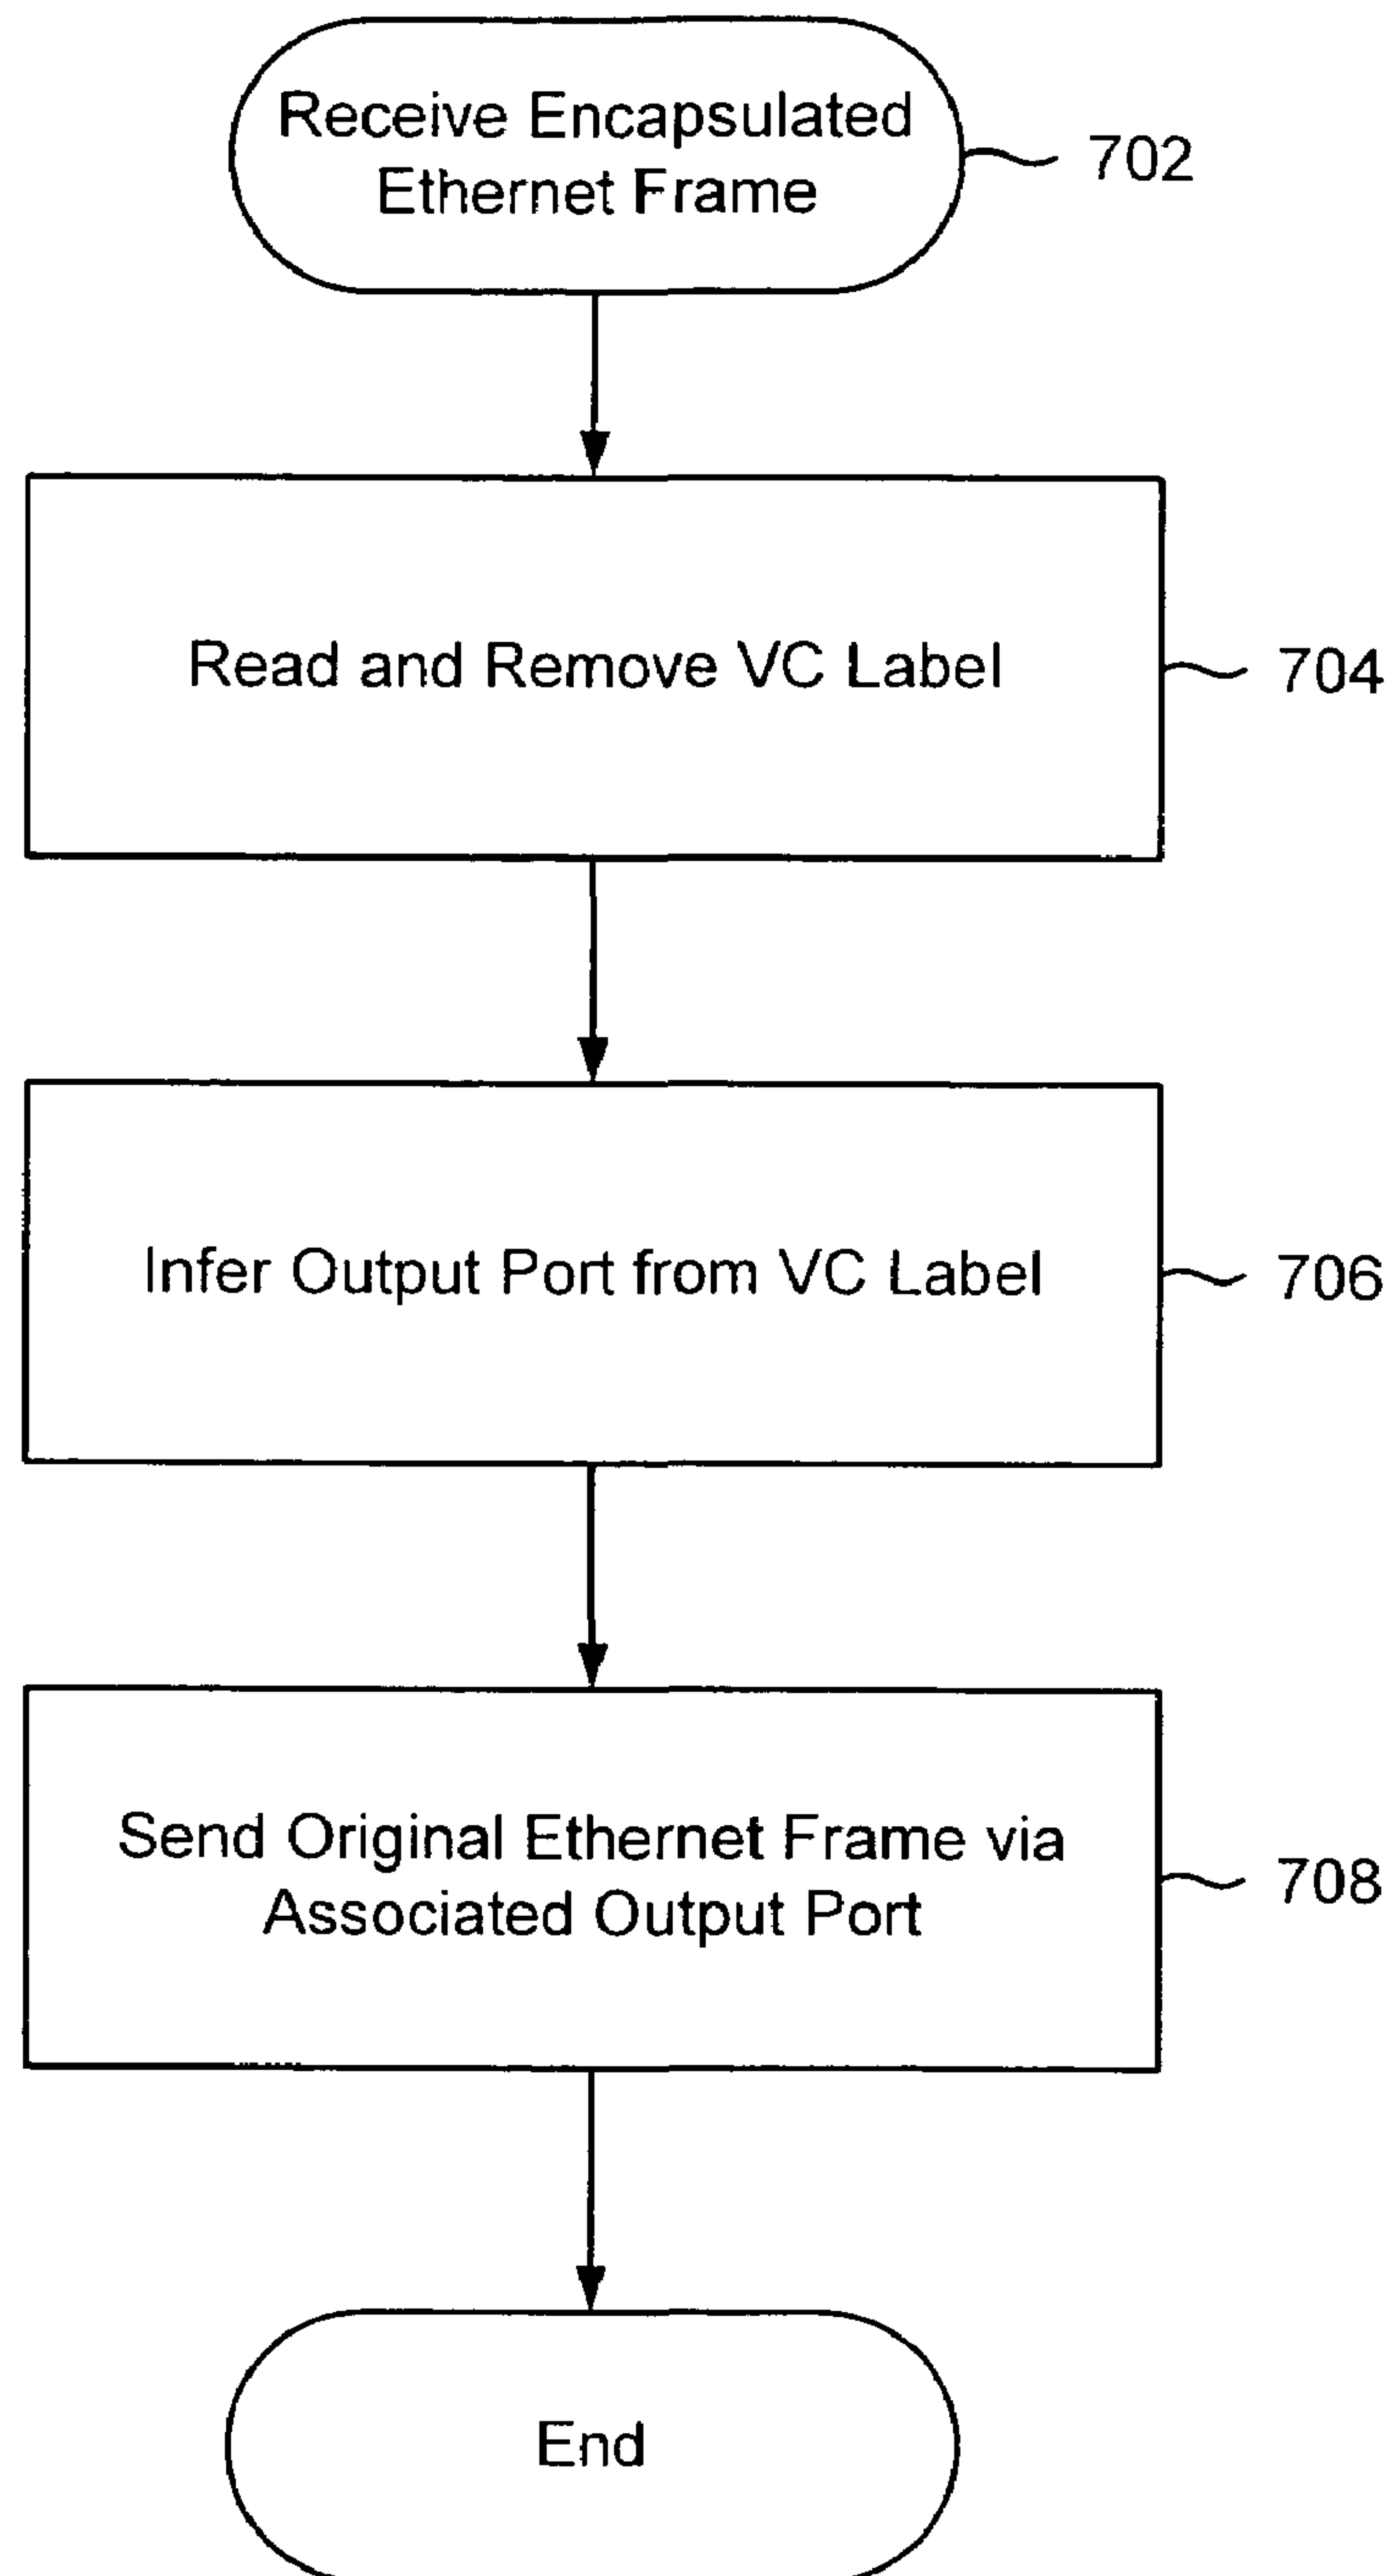 Receive Encapsulated
Ethernet Frame
702
Read and Remove VC Label
704
Infer Output Port from VC Label
706
Send Original Ethernet Frame via
Associated Output Port
708
End